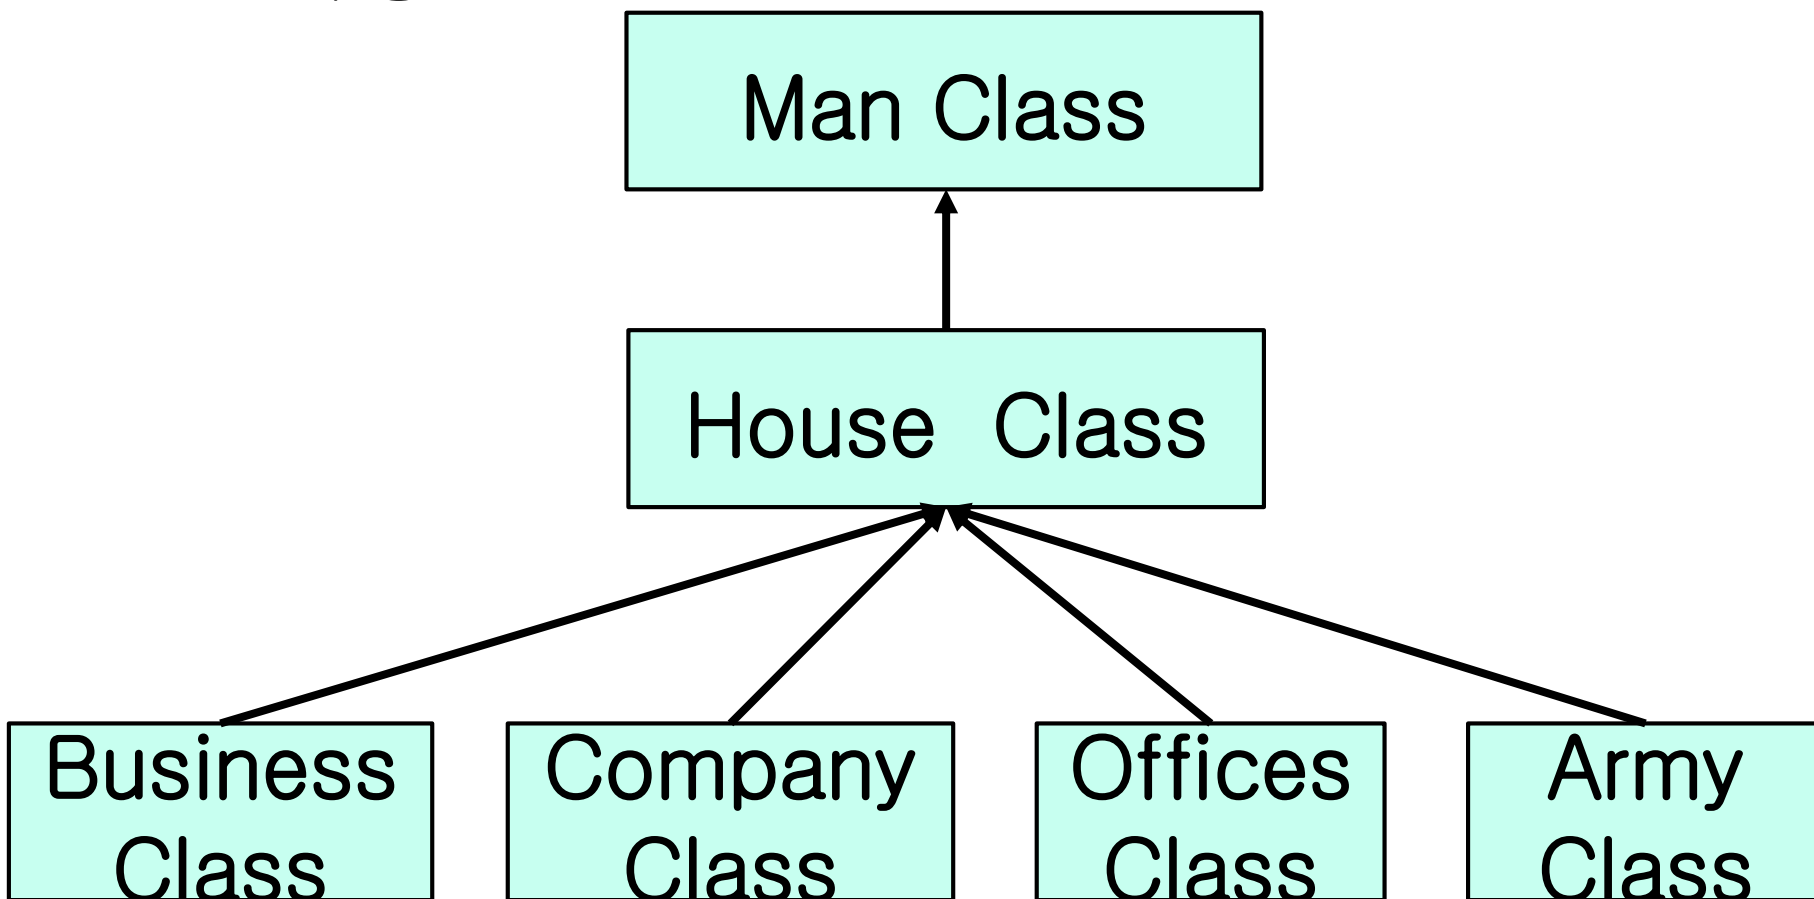 Man Class
House Class
Business
Class
Company
Class
Offices
Class
Army
Class